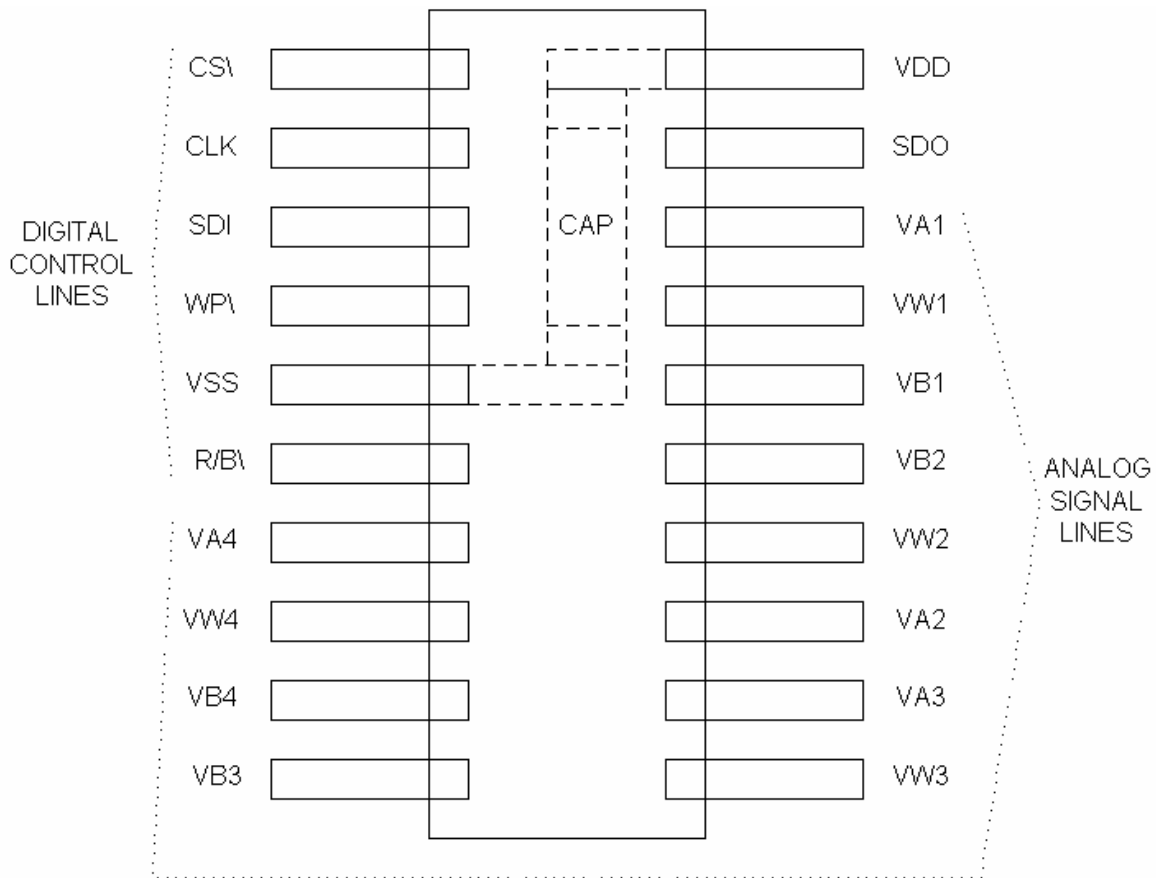 CS\
CLK
SDI
WP\
VSS
R/B\
VA4
VW4
VB4
VB3
DIGITAL
CONTROL
LINES
CAP
VDD
SDO
VA1
VW1
VB1
VB2
VW2
VA2
VA3
VW3
ANALOG
SIGNAL
LINES